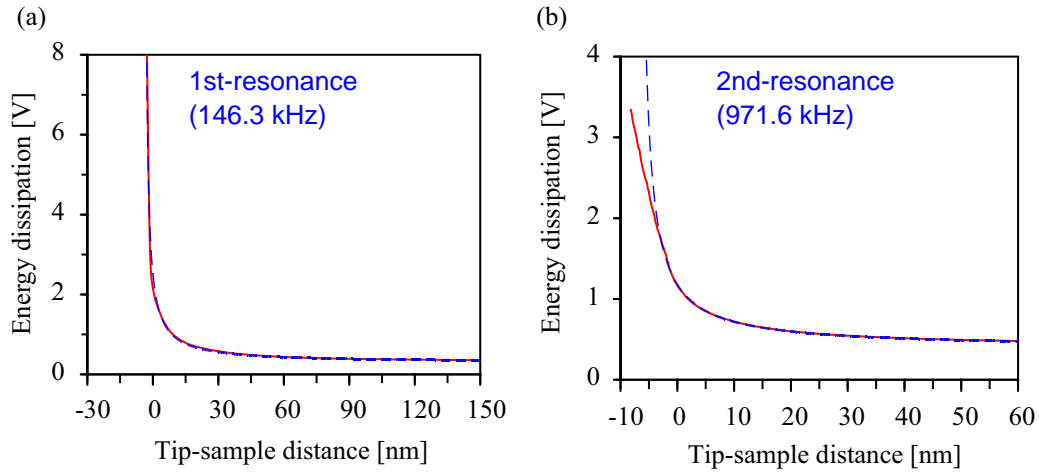 (a)
8
6
4
2
0
Energy dissipation [V]
1st-resonance
(146.3 kHz)
-30 0 30 60 90 120 150
Tip-sample distance [nm]
(b)
4
3
2
1
0
Energy dissipation [V]
2nd-resonance
(971.6 kHz)
-10 0 10 20 30 40 50 60
Tip-sample distance [nm]